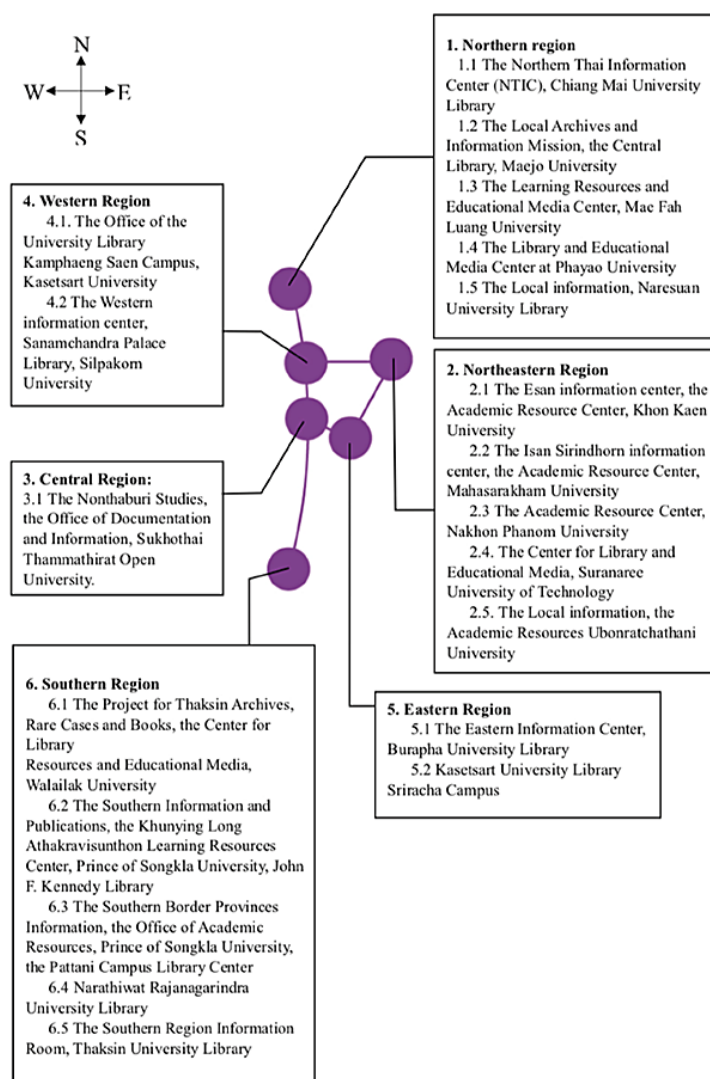 N
W E
S
1. Northern region
1.1 The Northern Thai Information
Center (NTIC), Chiang Mai University
Library
1.2 The Local Archives and
Information Mission, the Central
Library, Maejo University
1.3 The Learning Resources and
Educational Media Center, Mae Fah
Luang University
1.4 The Library and Educational
Media Center at Phayao University
1.5 The Local information, Naresuan
University Library
4. Western Region
4.1. The Office of the
University Library
Kamphaeng Saen Campus,
Kasetsart University
4.2 The Western
information center,
Sanamchandra Palace
Library, Silpakorn
University
2. Northeastern Region
2.1 The Esan information center, the
Academic Resource Center, Khon Kaen
University
2.2 The Isan Sirindhorn information
center, the Academic Resource Center,
Mahasarakham University
2.3 The Academic Resource Center,
Nakhon Phanom University
2.4. The Center for Library and
Educational Media, Suranaree
University of Technology
2.5. The Local information, the
Academic Resources Ubonratchathani
University
3. Central Region:
3.1 The Nonthaburi Studies,
the Office of Documentation
and Information, Sukhothai
Thammathirat Open
University.
6. Southern Region
6.1 The Project for Thaksin Archives,
Rare Cases and Books, the Center for
Library
Resources and Educational Media,
Walailak University
6.2 The Southern Information and
Publications, the Khunying Long
Athakravisunthon Learning Resources
Center, Prince of Songkla University, John
F. Kennedy Library
6.3 The Southern Border Provinces
Information, the Office of Academic
Resources, Prince of Songkla University,
the Pattani Campus Library Center
6.4 Narathiwat Rajanagarindra
University Library
6.5 The Southern Region Information
Room, Thaksin University Library
5. Eastern Region
5.1 The Eastern Information Center,
Burapha University Library
5.2 Kasetsart University Library
Sriracha Campus